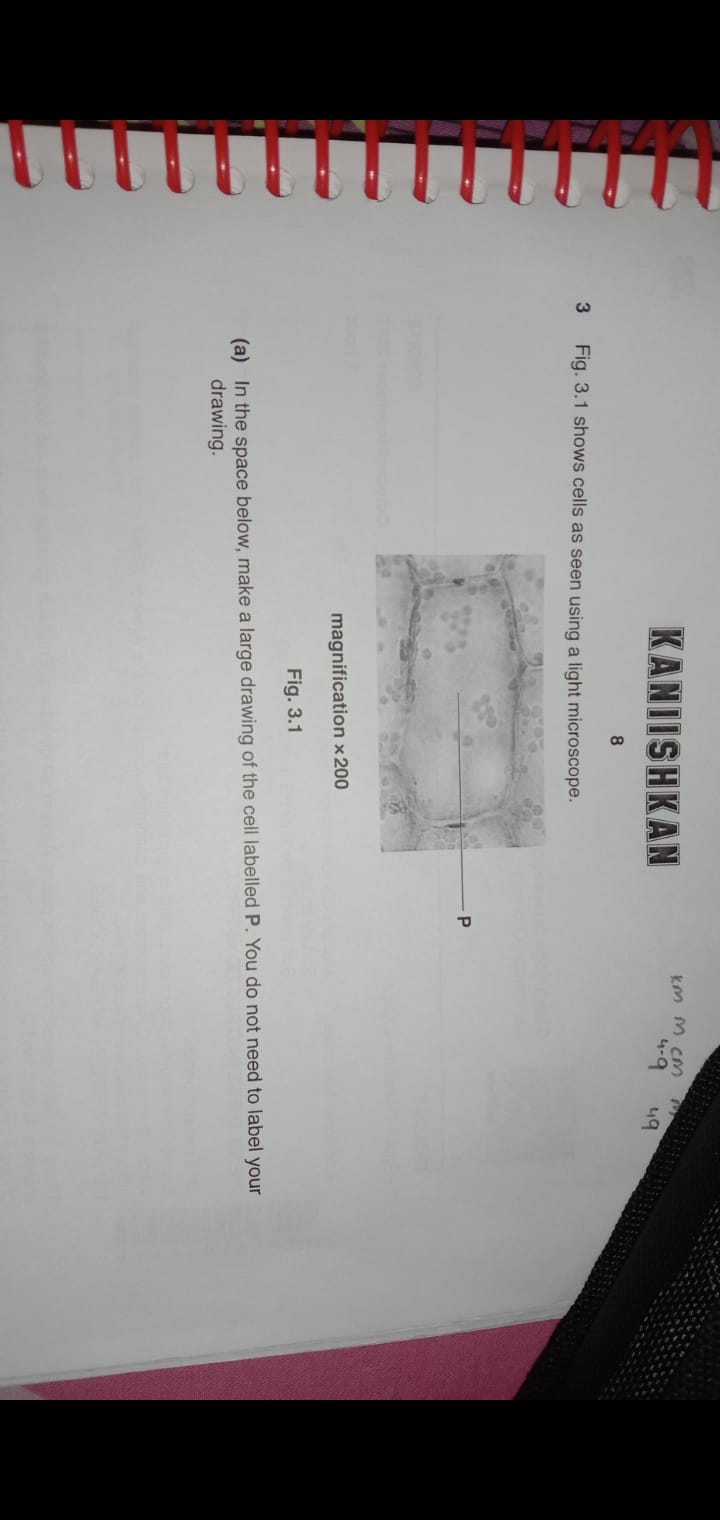 KANIISHKAN
km m cm
4.9 49
8
3 Fig. 3.1 shows cells as seen using a light microscope.
P
magnification ×200
Fig. 3.1
(a) In the space below, make a large drawing of the cell labelled P. You do not need to label your
drawing.